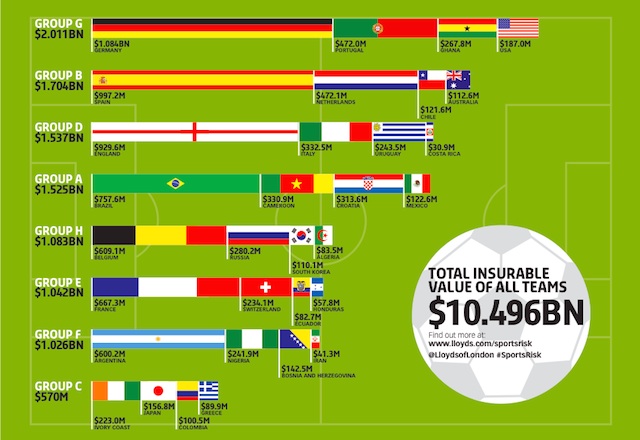 GROUP G
$2.011BN
$1.084BN
GERMANY
$472.0M
PORTUGAL
$267.8M
GHANA
$187.0M
USA
GROUP B
$1.704BN
$997.2M
SPAIN
$472.1M
NETHERLANDS
$121.6M
CHILE
$112.6M
AUSTRALIA
GROUP D
$1.537BN
$929.6M
ENGLAND
$332.5M
ITALY
$243.5M
URUGUAY
$30.9M
COSTA RICA
GROUP A
$1.525BN
$757.6M
BRAZIL
$330.9M
CAMEROON
$313.6M
CROATIA
$122.6M
MEXICO
GROUP H
$1.083BN
$609.1M
BELGIUM
$280.2M
RUSSIA
$110.1M
SOUTH KOREA
$83.5M
ALGERIA
GROUP E
$1.042BN
$667.3M
FRANCE
$234.1M
SWITZERLAND
$82.7M
ECUADOR
$57.8M
HONDURAS
GROUP F
$1.026BN
$600.2M
ARGENTINA
$241.9M
NIGERIA
$142.5M
BOSNIA AND HERZEGOVINA
$41.3M
IRAN
GROUP C
$570M
$223.0M
IVORY COAST
$156.8M
JAPAN
$100.5M
COLOMBIA
$89.9M
GREECE
TOTAL INSURABLE
VALUE OF ALL TEAMS
$10.496BN
Find out more at:
www.lloyds.com/sportsrisk
@LloydsofLondon #SportsRisk